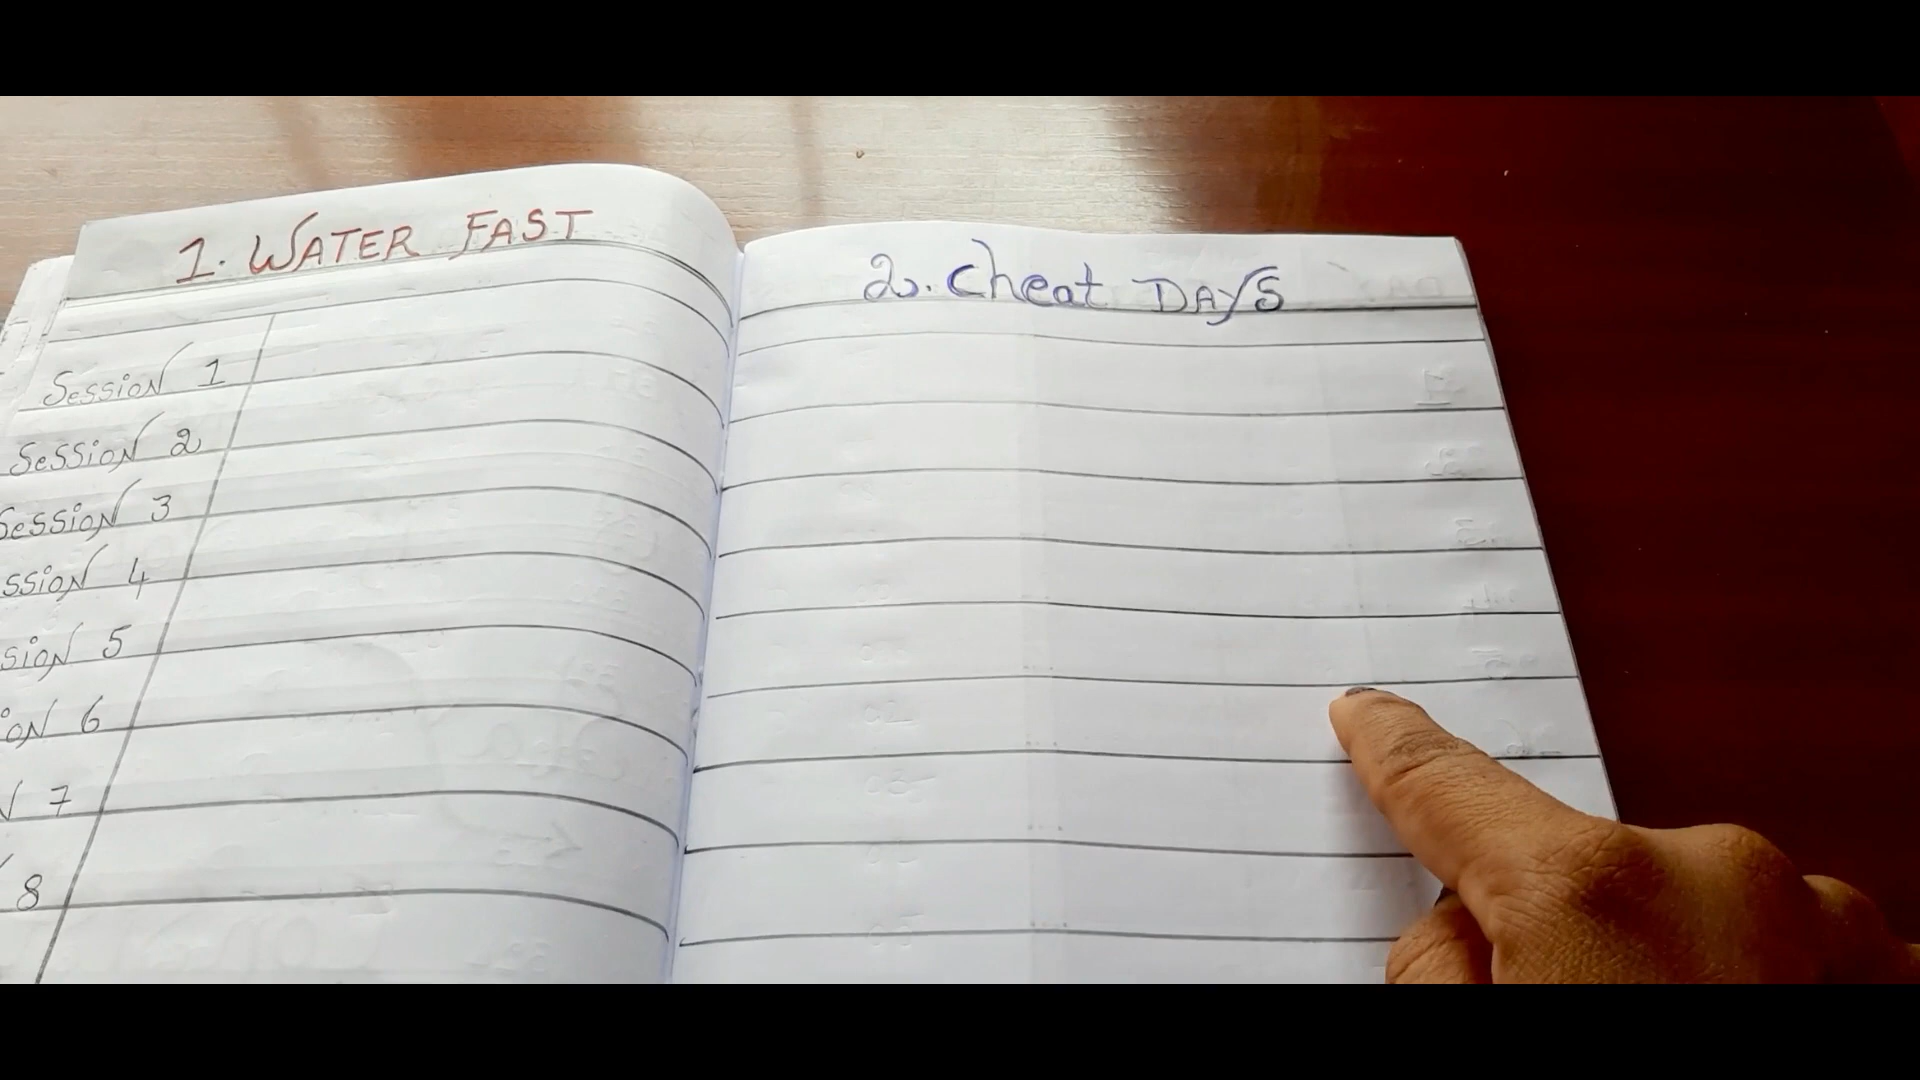 1. WATER FAST
Session 1
Session 2
Session 3
ssion 4
sion 5
ion 6
N 7
8
2. Cheat DAYS